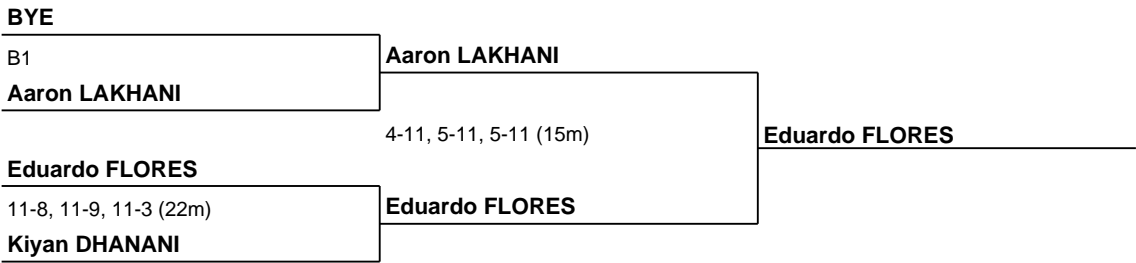 BYE
B1
Aaron LAKHANI
Aaron LAKHANI
4-11, 5-11, 5-11 (15m)
Eduardo FLORES
Eduardo FLORES
11-8, 11-9, 11-3 (22m)
Eduardo FLORES
Kiyan DHANANI